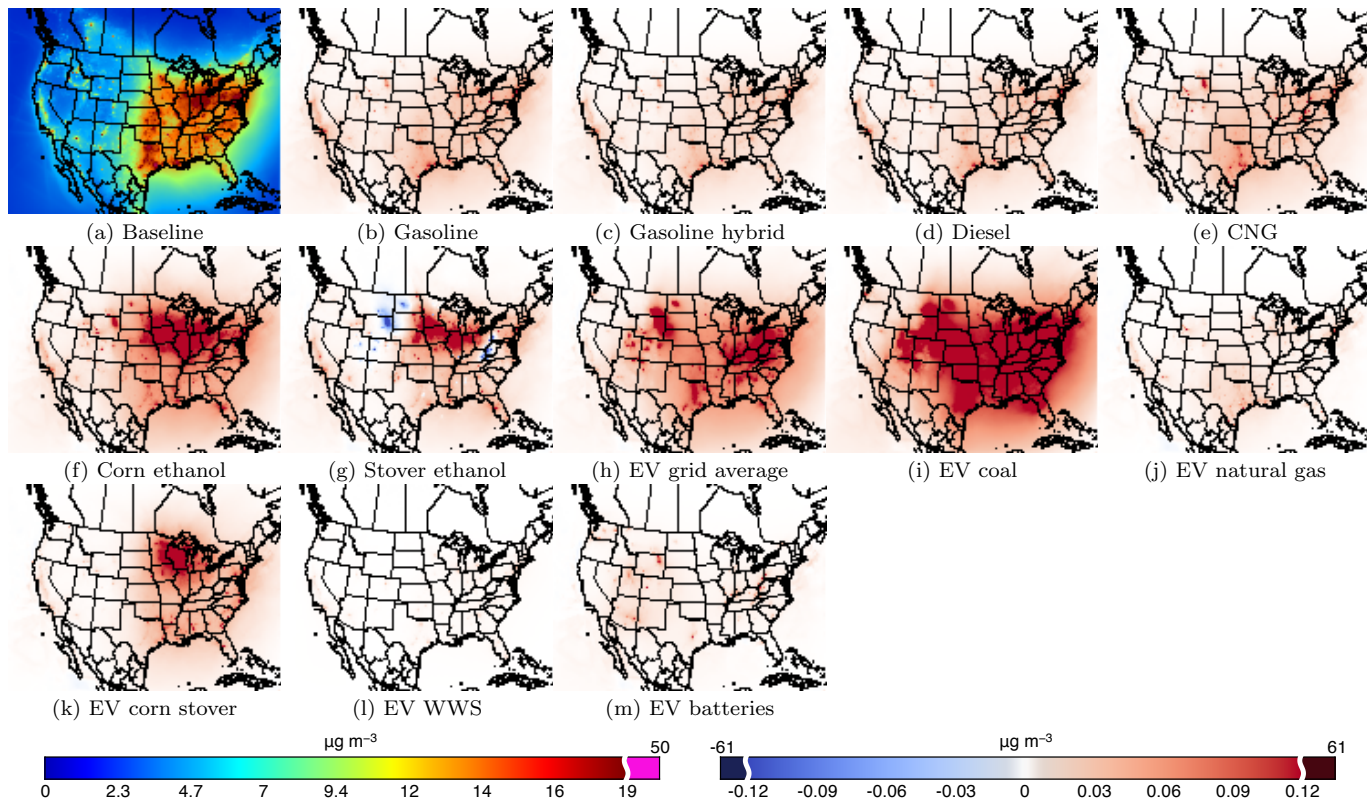 (a) Baseline (b) Gasoline (c) Gasoline hybrid (d) Diesel (e) CNG
(f) Corn ethanol (g) Stover ethanol (h) EV grid average (i) EV coal (j) EV natural gas
(k) EV corn stover (l) EV WWS (m) EV batteries
µg m⁻³ 50
0 2.3 4.7 7 9.4 12 14 16 19
-61 µg m⁻³ 61
-0.12 -0.09 -0.06 -0.03 0 0.03 0.06 0.09 0.12